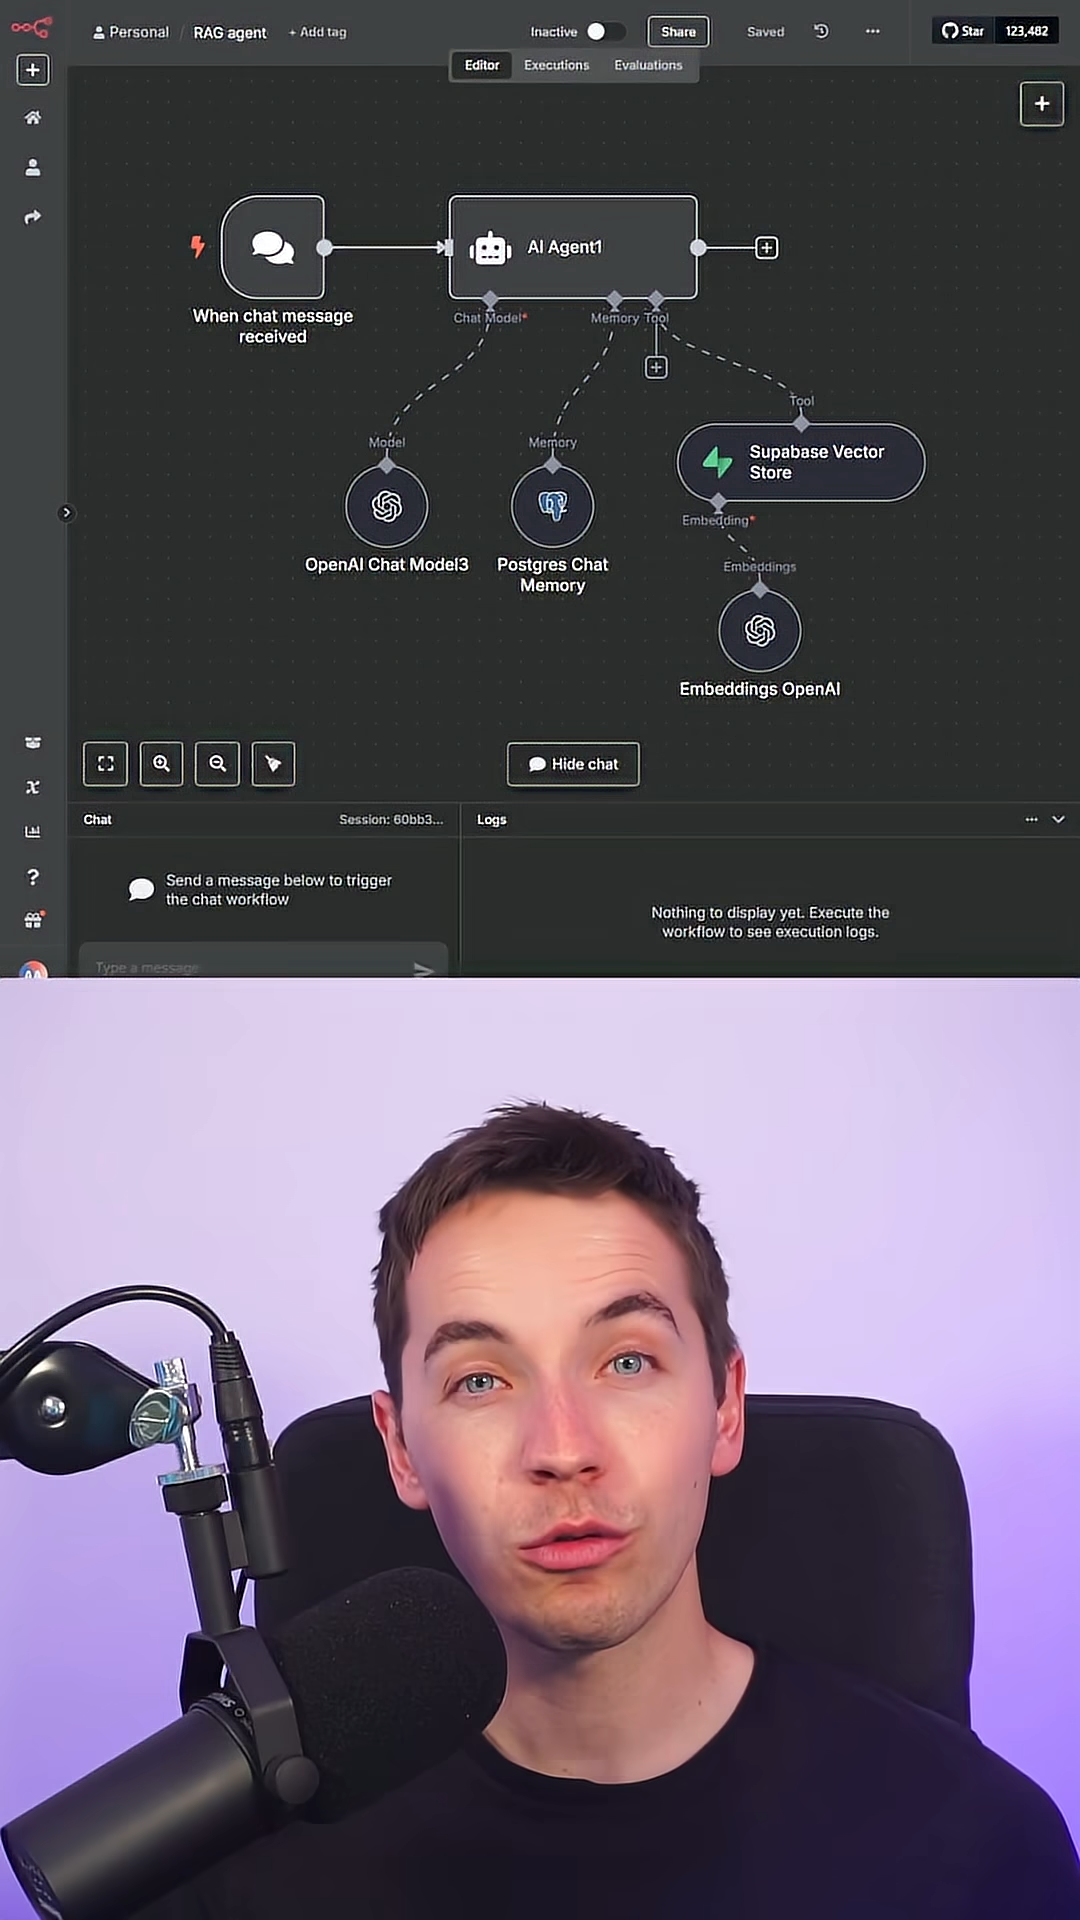 Personal / RAG agent + Add tag Inactive Share Saved ... Star 123,482
Editor Executions Evaluations
AI Agent1
When chat message
received
Chat Model*
Memory
Tool
Tool
Model
Memory
Supabase Vector
Store
Embedding*
OpenAI Chat Model3
Postgres Chat
Memory
Embeddings
Embeddings OpenAI
Hide chat
Chat Session: 60bb3...
Logs
Send a message below to trigger
the chat workflow
Nothing to display yet. Execute the
workflow to see execution logs.
Type a message